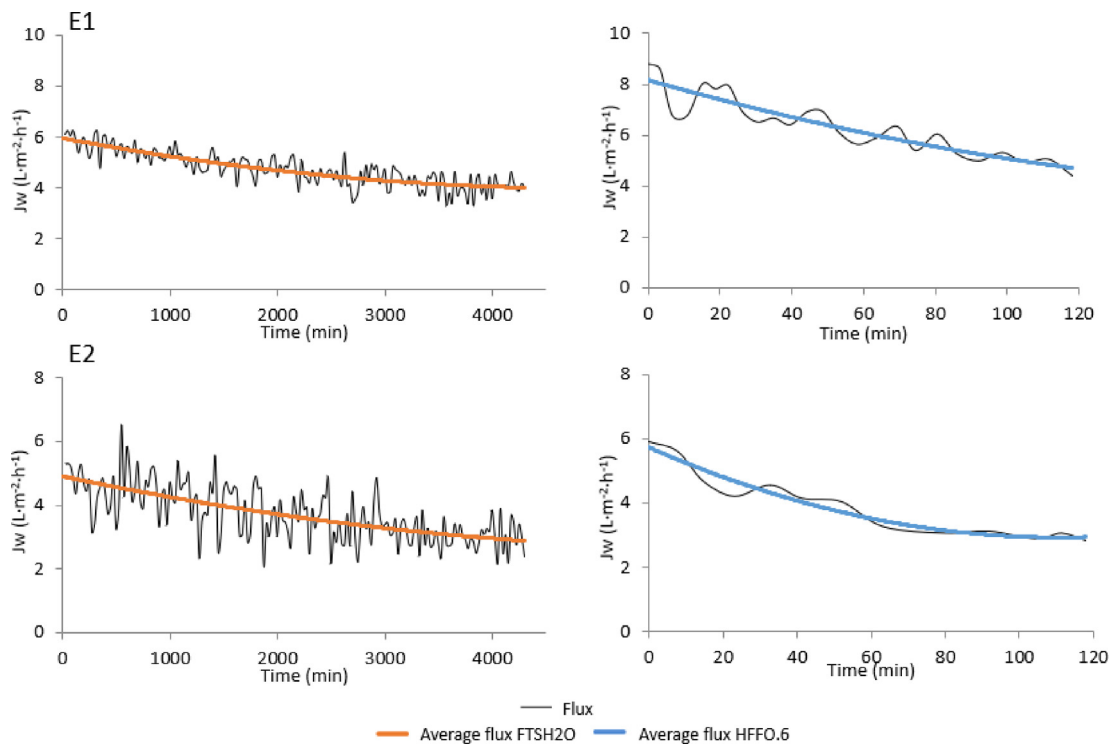 E1
10
8
6
4
2
0
Jw (L·m⁻²·h⁻¹)
0 1000 2000 3000 4000
Time (min)
10
8
6
4
2
0
Jw (L·m⁻²·h⁻¹)
0 20 40 60 80 100 120
Time (min)
E2
8
6
4
2
0
Jw (L·m⁻²·h⁻¹)
0 1000 2000 3000 4000
Time (min)
8
6
4
2
0
Jw (L·m⁻²·h⁻¹)
0 20 40 60 80 100 120
Time (min)
Flux
Average flux FTSH2O Average flux HFFO.6